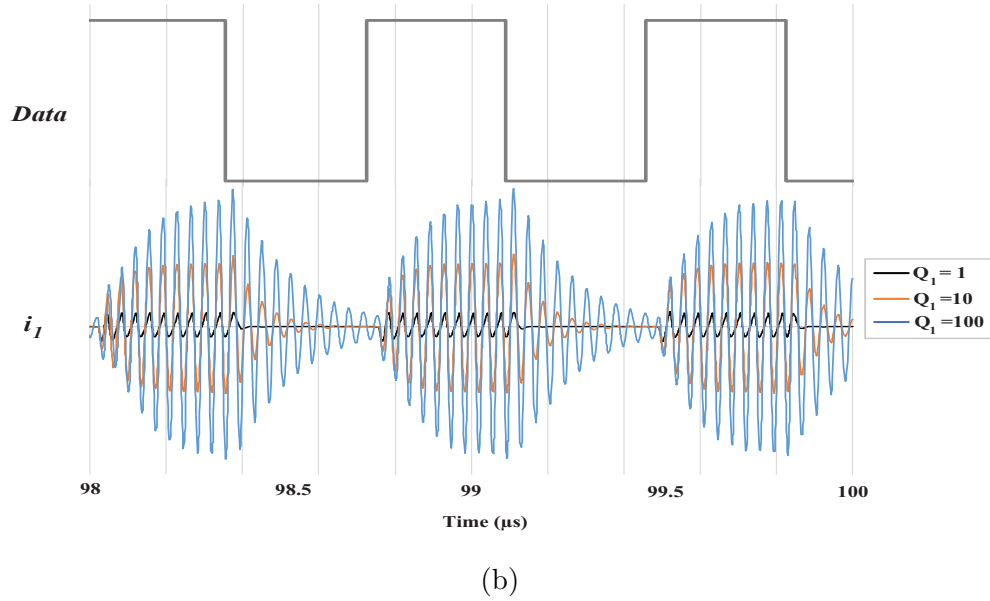 Data
i₁
Q₁ = 1
Q₁ =10
Q₁ =100
98
98.5
99
99.5
100
Time (µs)
(b)